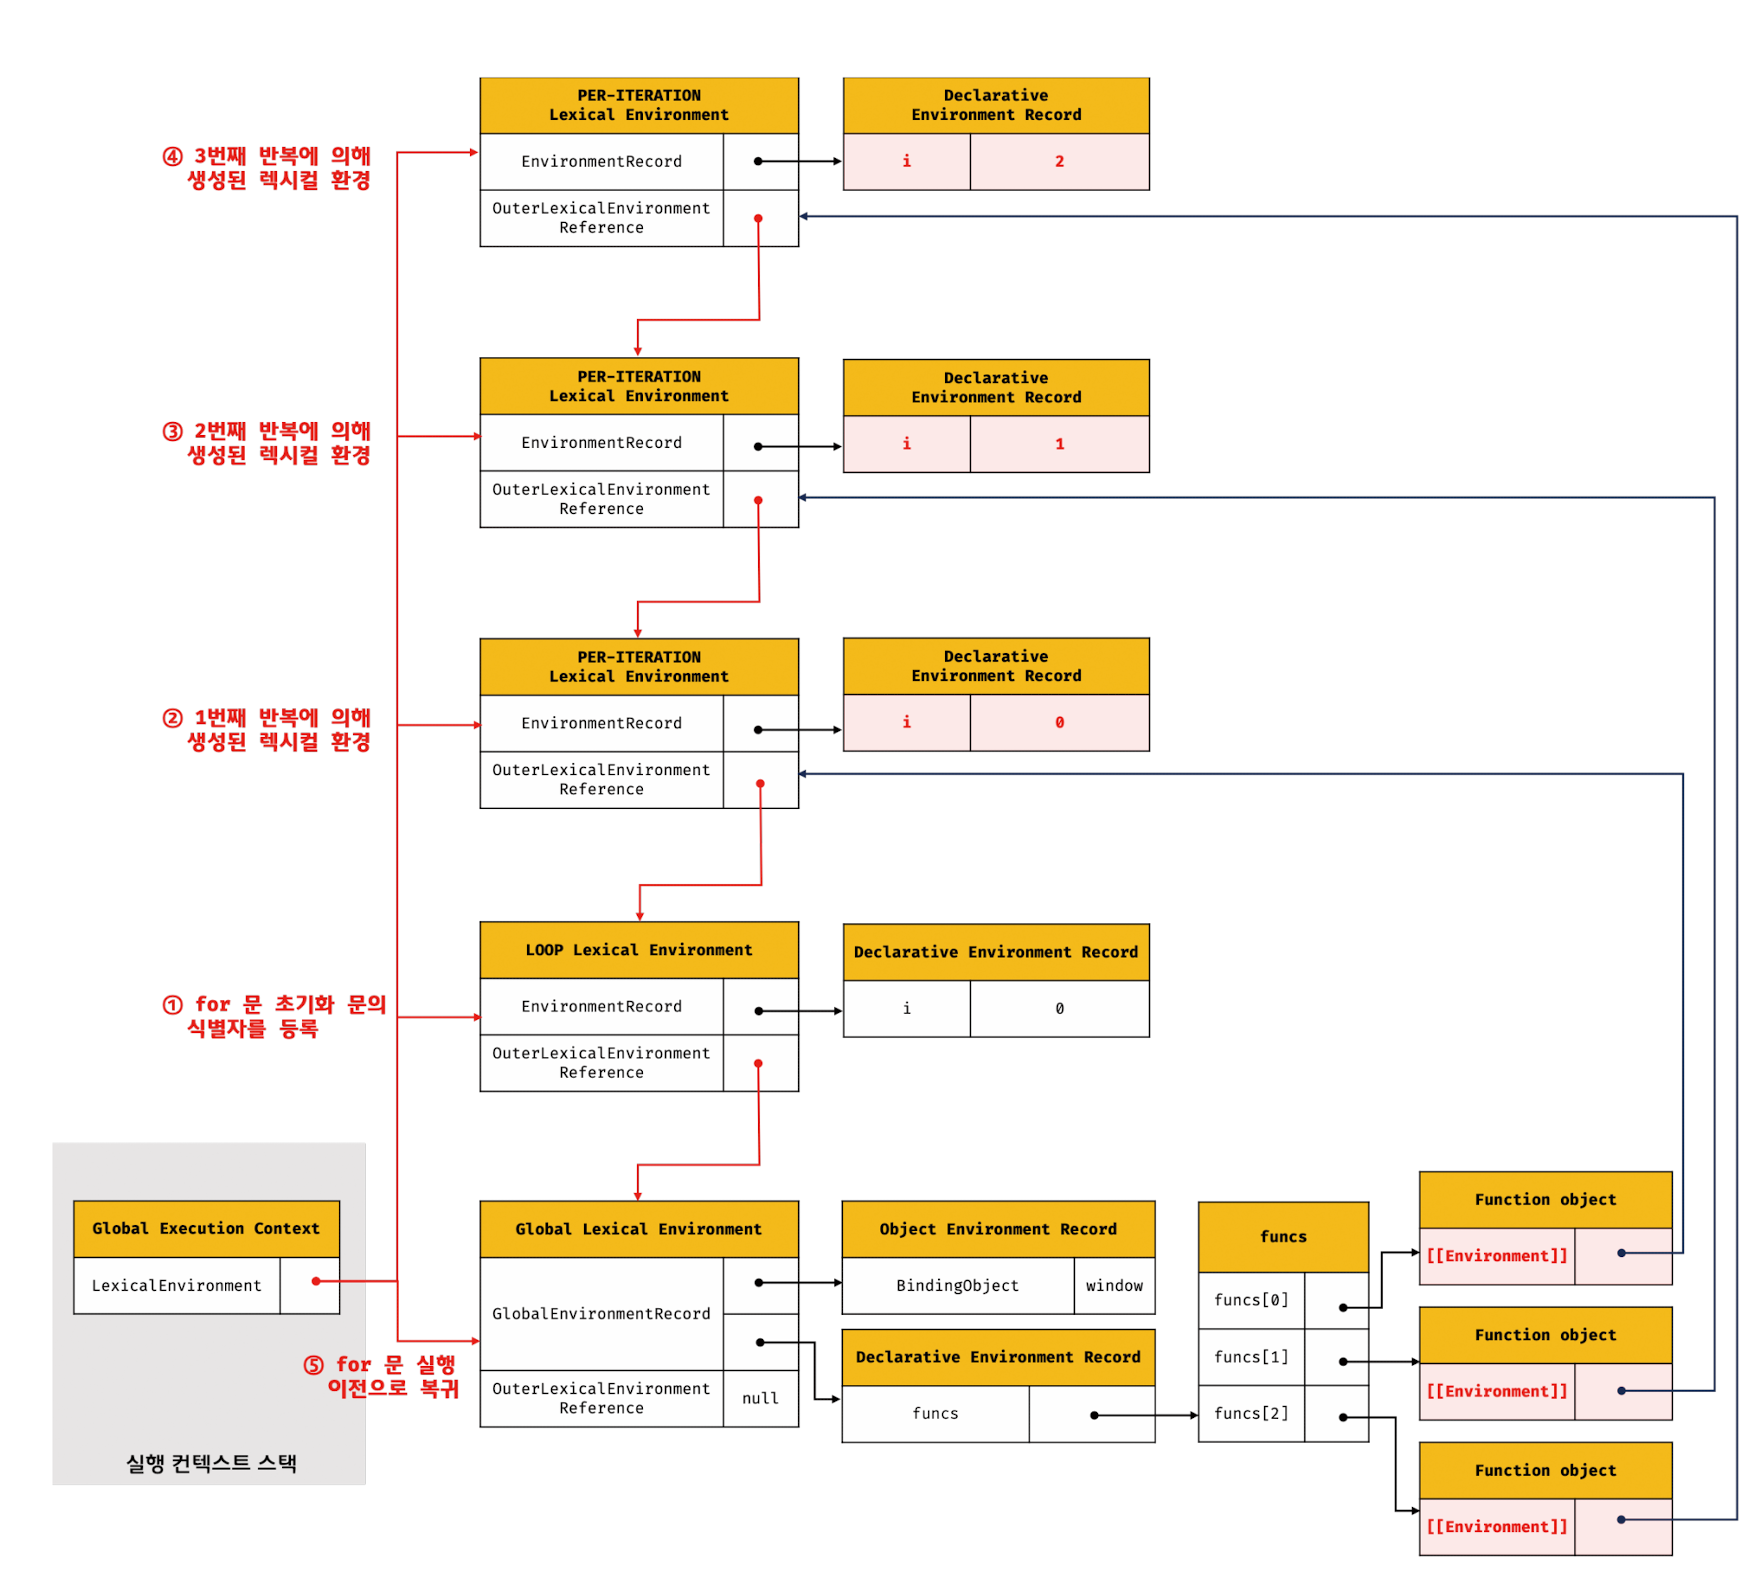 PER-ITERATION
Lexical Environment
Declarative
Environment Record
④ 3번째 반복에 의해
생성된 렉시컬 환경
EnvironmentRecord
i
2
OuterLexicalEnvironment
Reference
PER-ITERATION
Lexical Environment
Declarative
Environment Record
③ 2번째 반복에 의해
생성된 렉시컬 환경
EnvironmentRecord
i
1
OuterLexicalEnvironment
Reference
PER-ITERATION
Lexical Environment
Declarative
Environment Record
② 1번째 반복에 의해
생성된 렉시컬 환경
EnvironmentRecord
i
0
OuterLexicalEnvironment
Reference
LOOP Lexical Environment
Declarative Environment Record
① for 문 초기화 문의
식별자를 등록
EnvironmentRecord
i
0
OuterLexicalEnvironment
Reference
Global Execution Context
LexicalEnvironment
실행 컨텍스트 스택
⑤ for 문 실행
이전으로 복귀
Global Lexical Environment
GlobalEnvironmentRecord
OuterLexicalEnvironment
Reference
null
Object Environment Record
BindingObject
window
Declarative Environment Record
funcs
funcs
funcs[0]
funcs[1]
funcs[2]
Function object
[[Environment]]
Function object
[[Environment]]
Function object
[[Environment]]